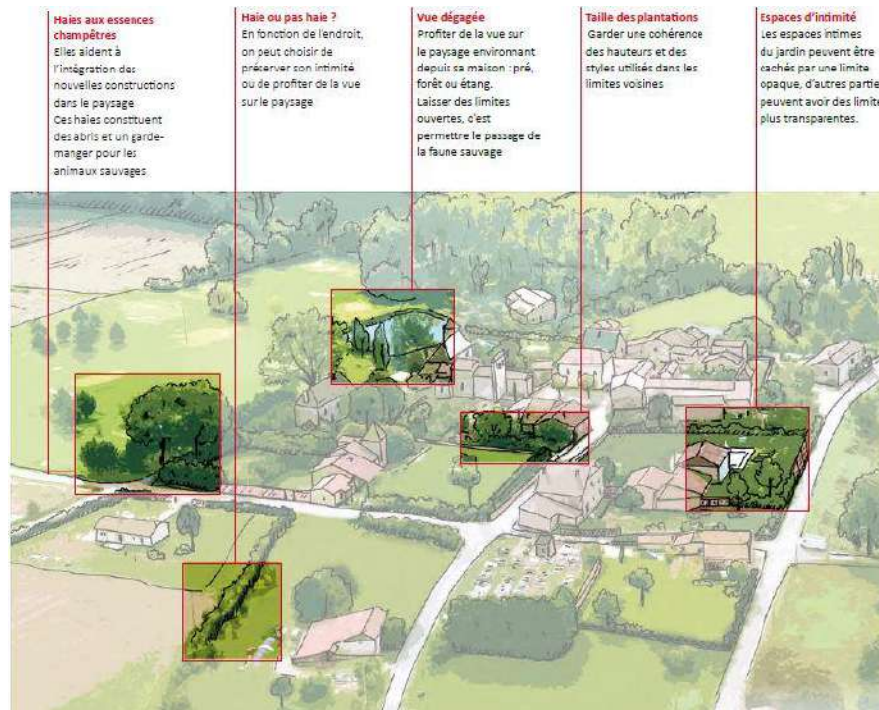 Haies aux essences
champêtres
Elles aident à
l'intégration des
nouvelles constructions
dans le paysage
Ces haies constituent
des abris et un garde-
manger pour les
animaux sauvages
Haie ou pas haie ?
En fonction de l'endroit,
on peut choisir de
préserver son intimité
ou de profiter de la vue
sur le paysage
Vue dégagée
Profiter de la vue sur
le paysage environnant
depuis sa maison : pré,
forêt ou étang.
Laisser des limites
ouvertes, c'est
permettre le passage de
la faune sauvage
Taille des plantations
Garder une cohérence
des hauteurs et des
styles utilisés dans les
limites voisines
Espaces d'intimité
Les espaces intimes
du jardin peuvent être
cachés par une limite
opaque, d'autres partie
peuvent avoir des limite
plus transparentes.